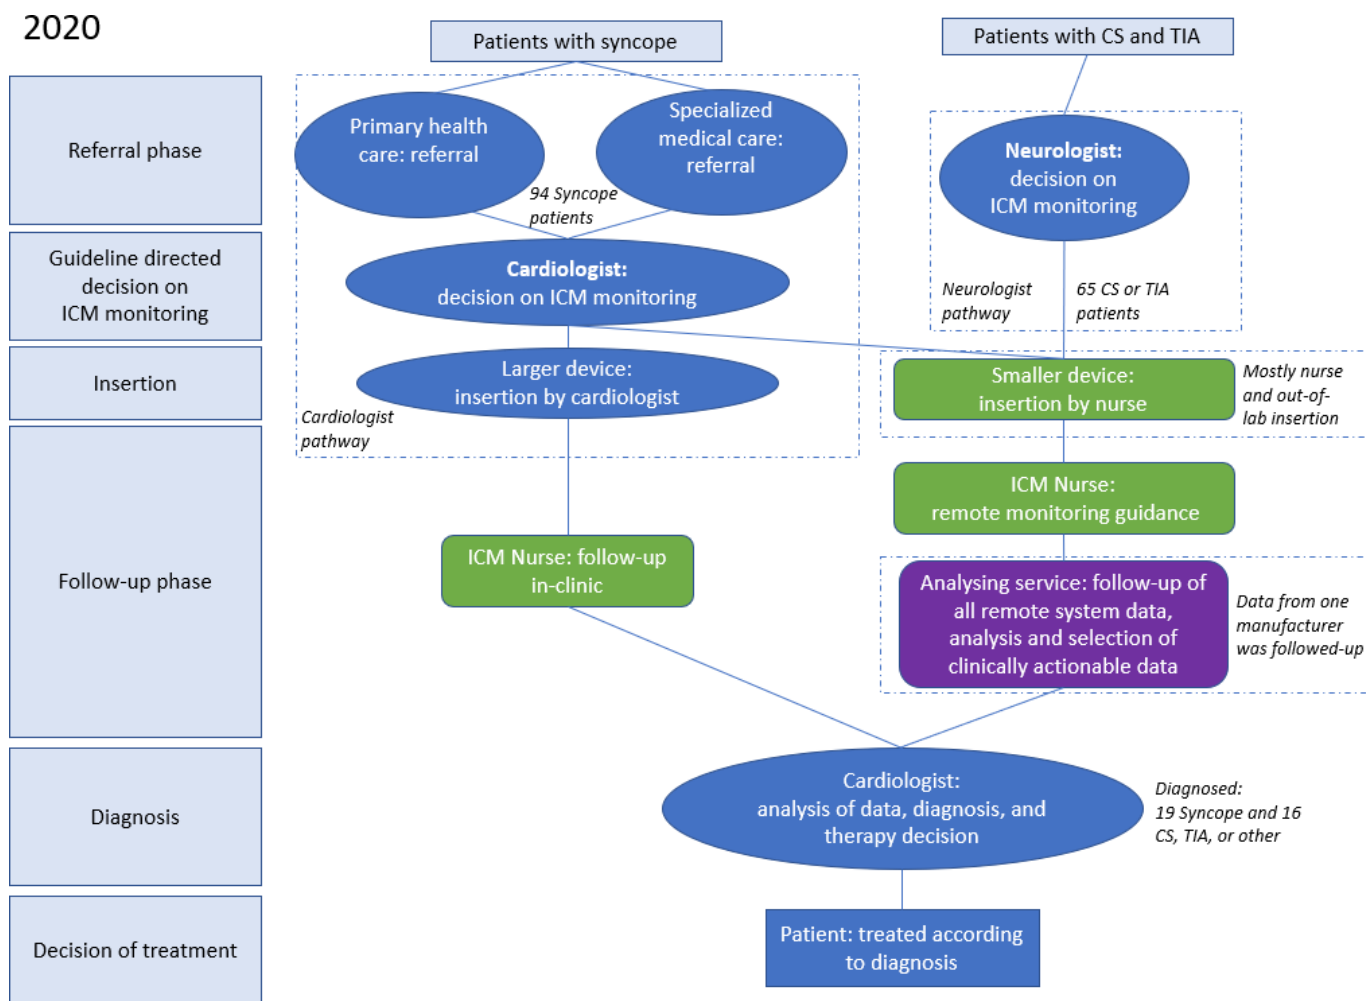 2020
Patients with syncope
Patients with CS and TIA
Referral phase
Primary health
care: referral
Specialized
medical care:
referral
94 Syncope
patients
Neurologist:
decision on
ICM monitoring
Guideline directed
decision on
ICM monitoring
Cardiologist:
decision on ICM monitoring
Neurologist
pathway
65 CS or TIA
patients
Insertion
Larger device:
insertion by cardiologist
Cardiologist
pathway
Smaller device:
insertion by nurse
Mostly nurse
and out-of-
lab insertion
Follow-up phase
ICM Nurse:
remote monitoring guidance
ICM Nurse: follow-up
in-clinic
Analysing service: follow-up of
all remote system data,
analysis and selection of
clinically actionable data
Data from one
manufacturer
was followed-up
Diagnosis
Cardiologist:
analysis of data, diagnosis, and
therapy decision
Diagnosed:
19 Syncope and 16
CS, TIA, or other
Decision of treatment
Patient: treated according
to diagnosis